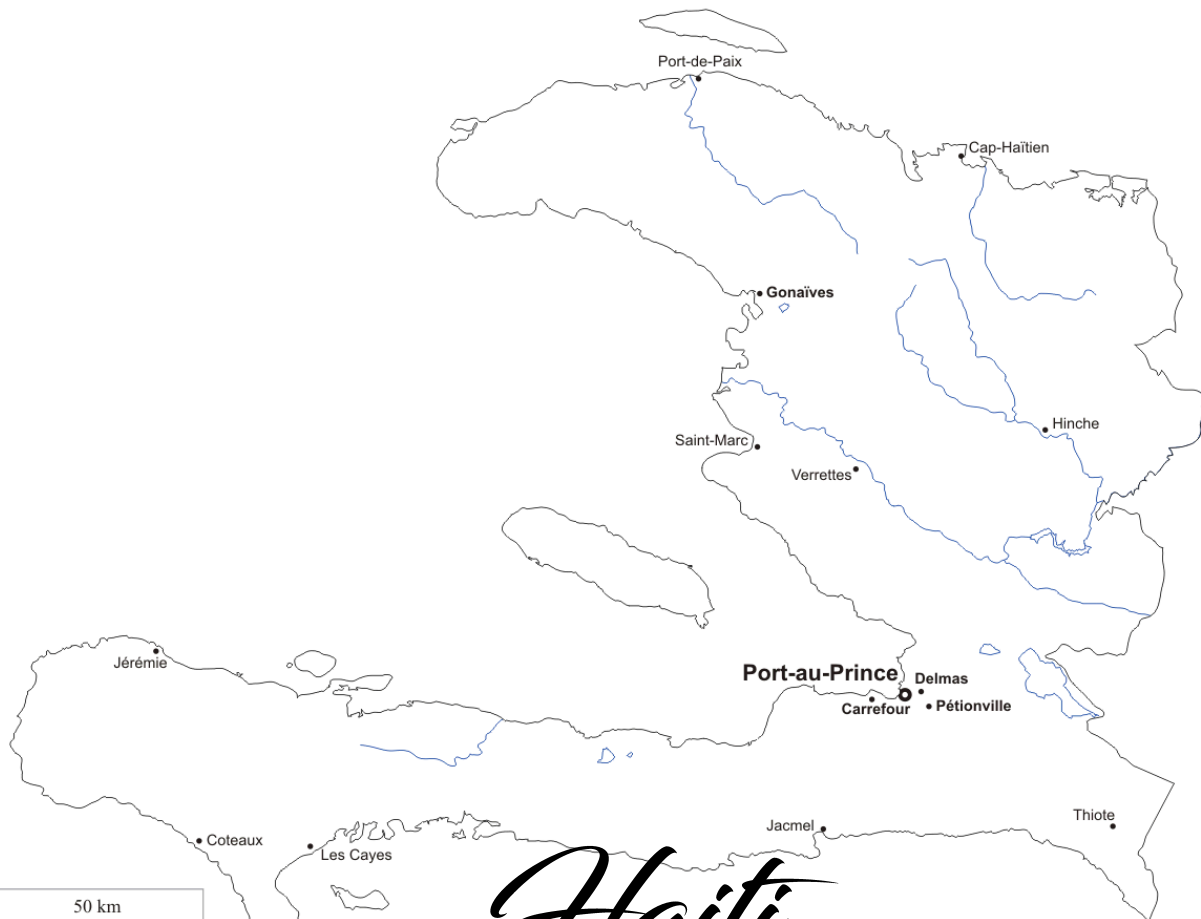 Port-de-Paix
Cap-Haïtien
Gonaïves
Hinche
Saint-Marc
Verrettes
Jérémie
Port-au-Prince
Delmas
Carrefour
Pétionville
Thiote
Jacmel
Coteaux
Les Cayes
Haiti
50 km